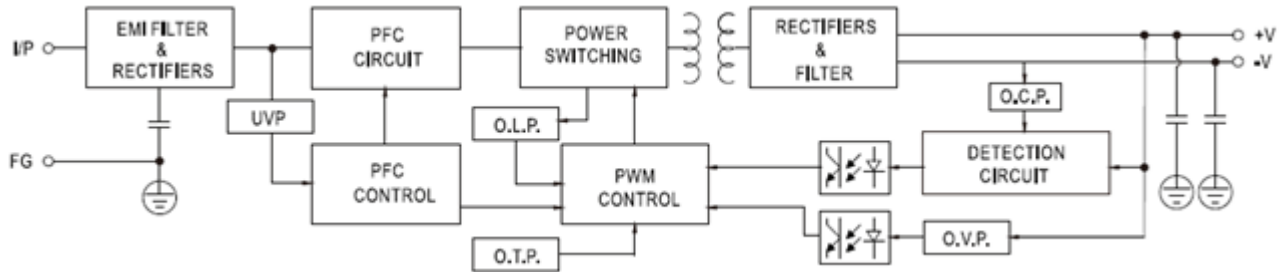 I/P
EMI FILTER
&
RECTIFIERS
PFC
CIRCUIT
POWER
SWITCHING
RECTIFIERS
&
FILTER
+V
-V
UVP
O.L.P.
O.C.P.
FG
PFC
CONTROL
PWM
CONTROL
DETECTION
CIRCUIT
O.T.P.
O.V.P.